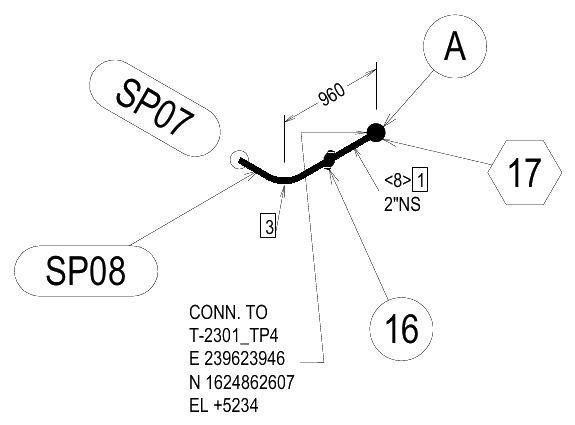 A
960
SP07
17
<8> 1
2"NS
3
SP08
16
CONN. TO
T-2301_TP4
E 239623946
N 1624862607
EL +5234